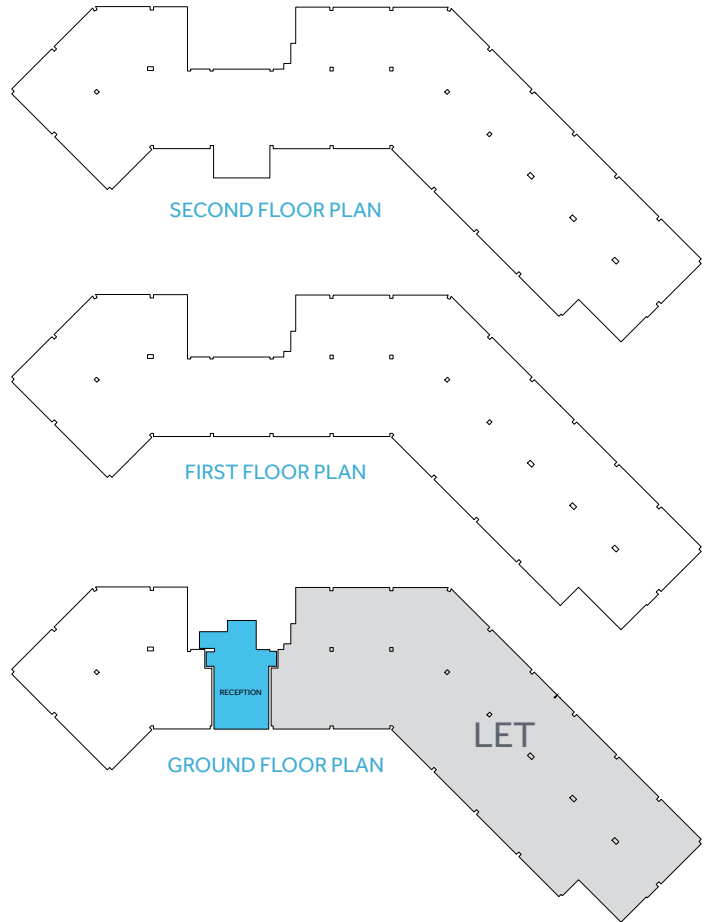 SECOND FLOOR PLAN
FIRST FLOOR PLAN
RECEPTION
LET
GROUND FLOOR PLAN